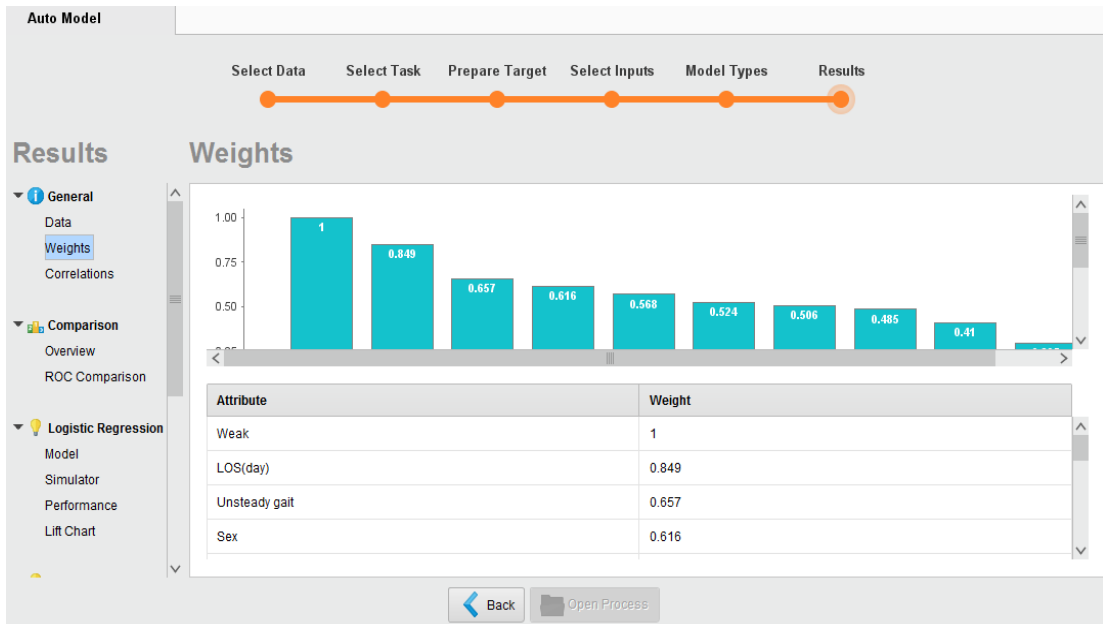 Auto Model
Select Data Select Task Prepare Target Select Inputs Model Types Results
Results
Weights
General
Data
Weights
Correlations
Comparison
Overview
ROC Comparison
Logistic Regression
Model
Simulator
Performance
Lift Chart
1.00
0.75
0.50
1
0.849
0.657
0.616
0.568
0.524
0.506
0.485
0.41
Attribute Weight
Weak 1
LOS(day) 0.849
Unsteady gait 0.657
Sex 0.616
Back Open Process